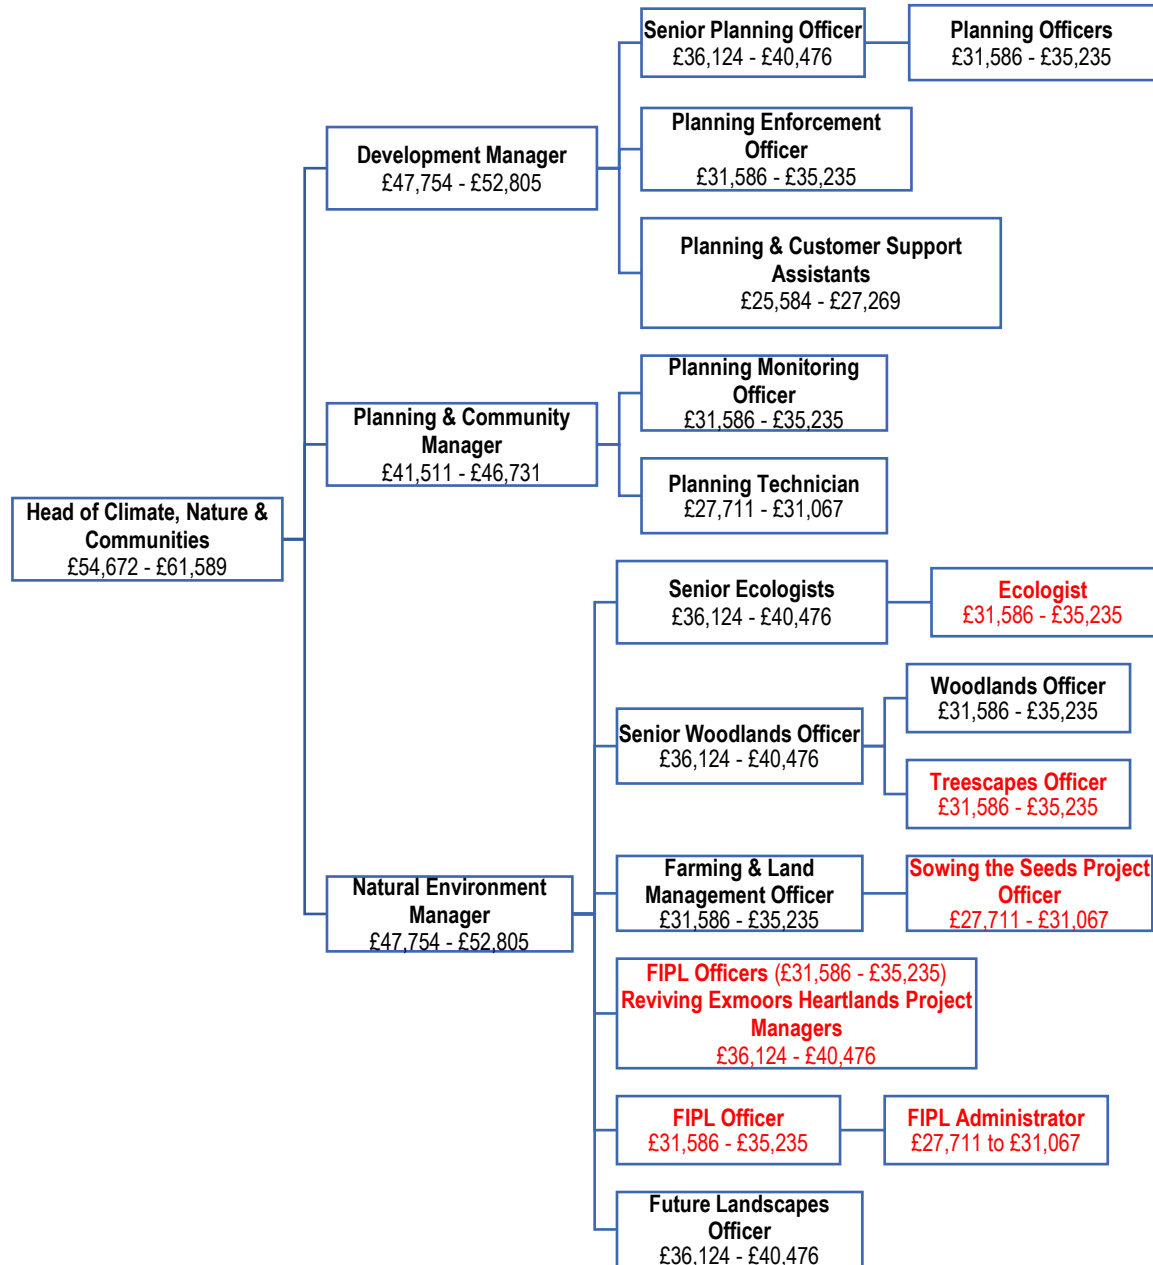 Senior Planning Officer
£36,124 - £40,476
Planning Officers
£31,586 - £35,235
Planning Enforcement
Officer
£31,586 - £35,235
Development Manager
£47,754 - £52,805
Planning & Customer Support
Assistants
£25,584 - £27,269
Planning Monitoring
Officer
£31,586 - £35,235
Planning & Community
Manager
£41,511 - £46,731
Planning Technician
£27,711 - £31,067
Head of Climate, Nature &
Communities
£54,672 - £61,589
Senior Ecologists
£36,124 - £40,476
Ecologist
£31,586 - £35,235
Senior Woodlands Officer
£36,124 - £40,476
Woodlands Officer
£31,586 - £35,235
Treescapes Officer
£31,586 - £35,235
Natural Environment
Manager
£47,754 - £52,805
Farming & Land
Management Officer
£31,586 - £35,235
Sowing the Seeds Project
Officer
£27,711 - £31,067
FIPL Officers (£31,586 - £35,235)
Reviving Exmoors Heartlands Project
Managers
£36,124 - £40,476
FIPL Officer
£31,586 - £35,235
FIPL Administrator
£27,711 to £31,067
Future Landscapes
Officer
£36,124 - £40,476